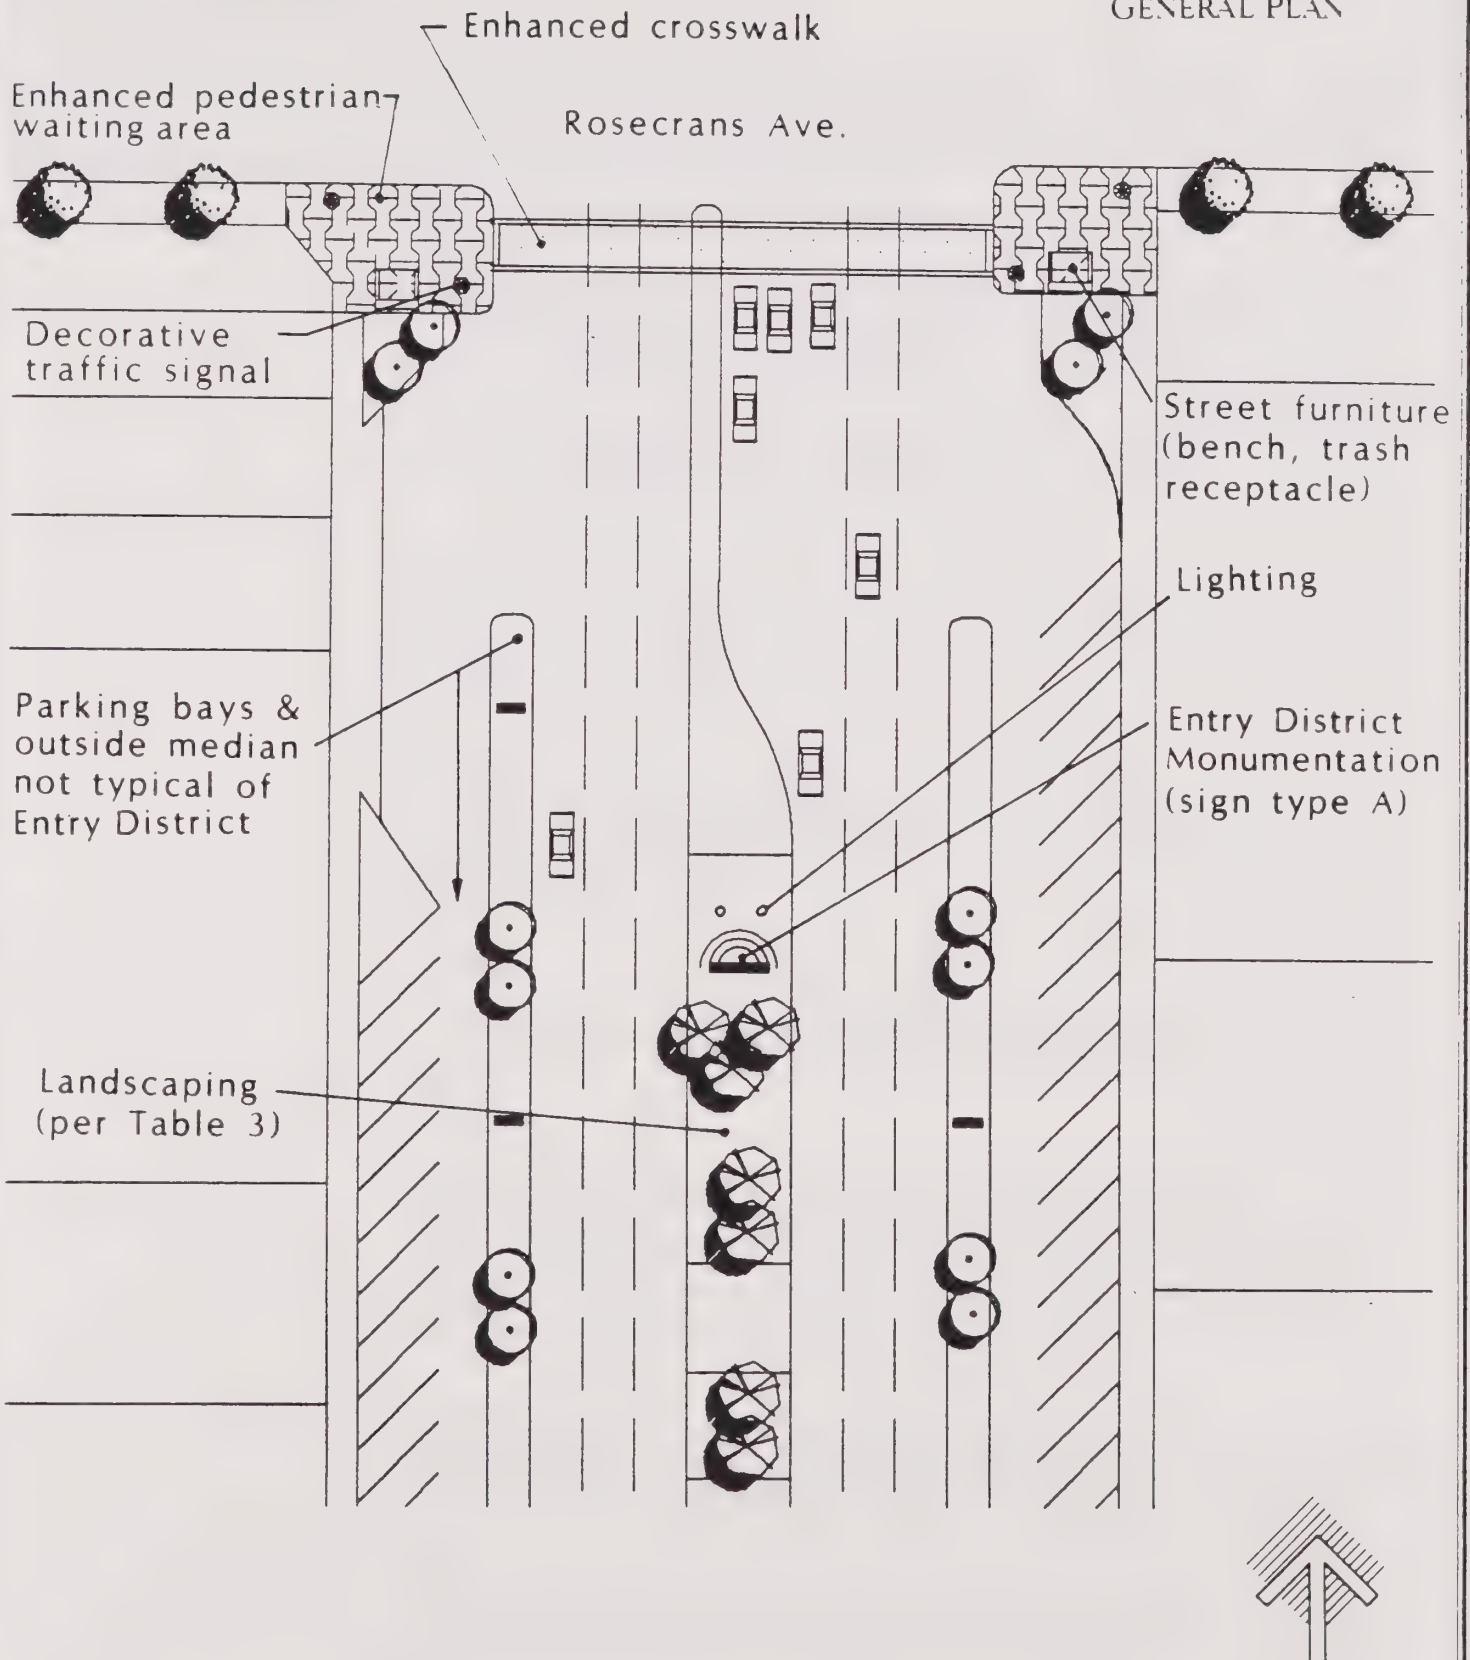 GENERAL PLAN
Enhanced crosswalk
Enhanced pedestrian
waiting area
Rosecrans Ave.
Decorative
traffic signal
Street furniture
(bench, trash
receptacle)
Lighting
Parking bays &
outside median
not typical of
Entry District
Entry District
Monumentation
(sign type A)
Landscaping
(per Table 3)